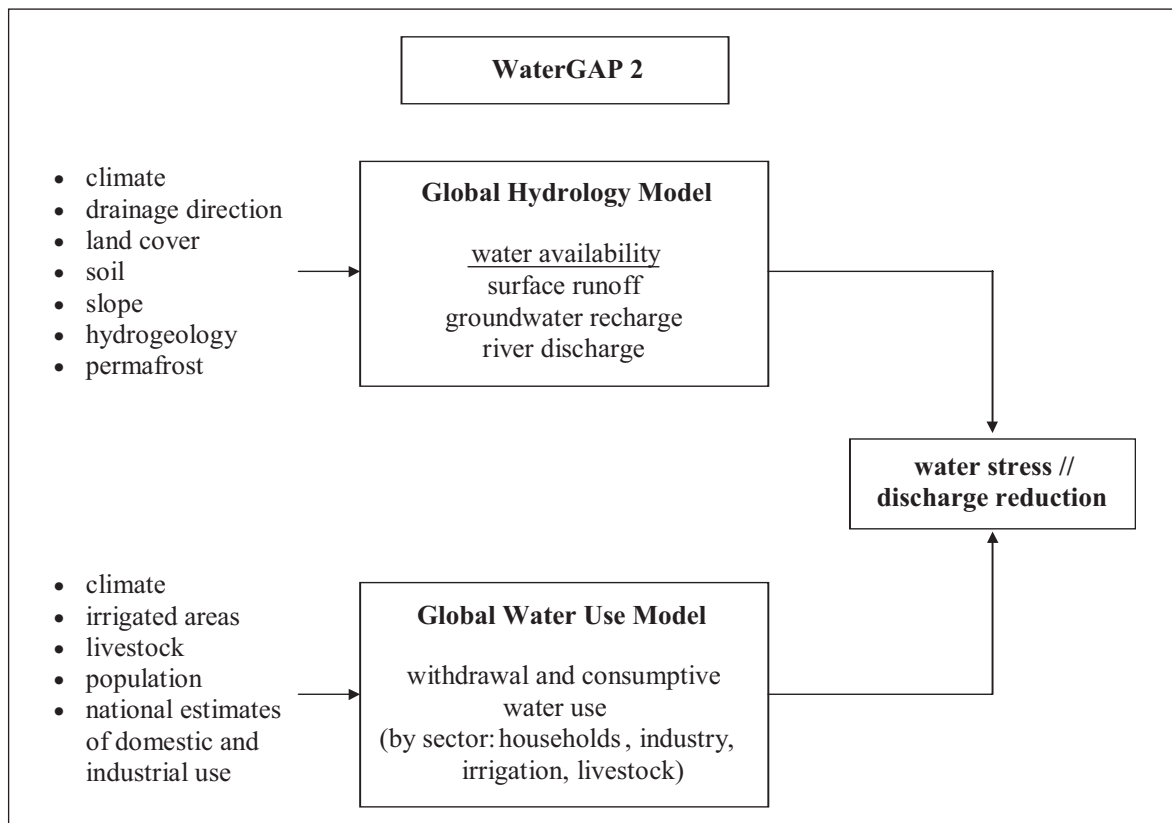 WaterGAP 2
• climate
• drainage direction
• land cover
• soil
• slope
• hydrogeology
• permafrost
Global Hydrology Model
water availability
surface runoff
groundwater recharge
river discharge
water stress //
discharge reduction
• climate
• irrigated areas
• livestock
• population
• national estimates
of domestic and
industrial use
Global Water Use Model
withdrawal and consumptive
water use
(by sector: households , industry,
irrigation, livestock)